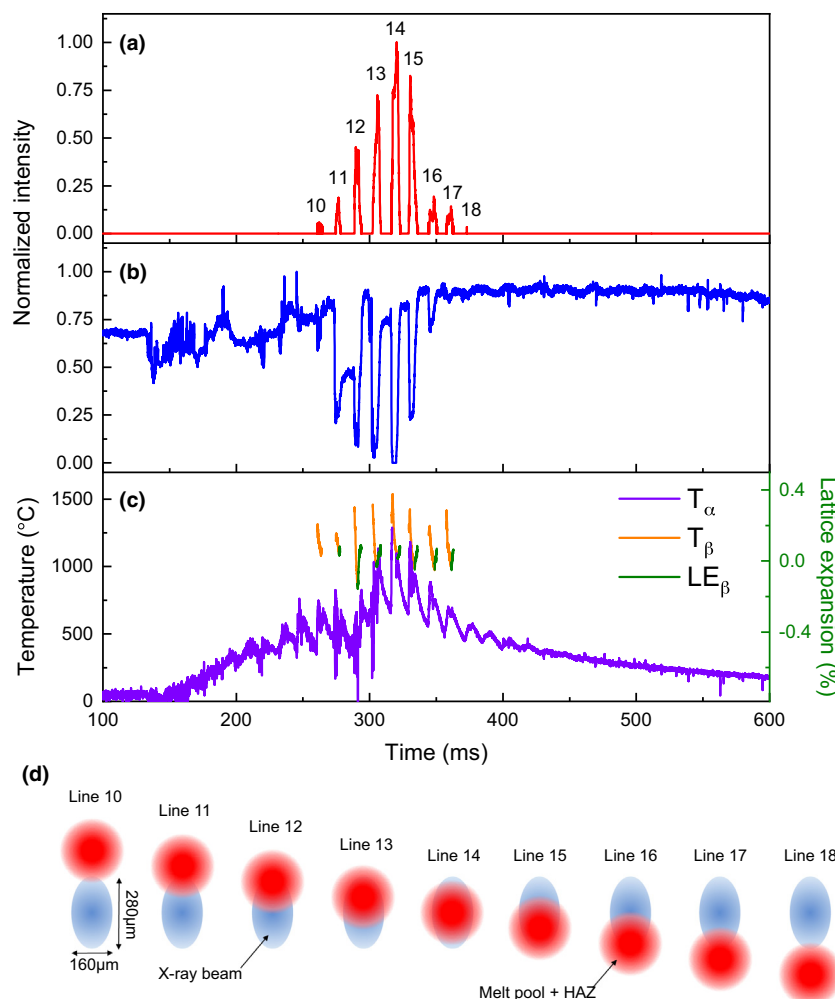 (a)
Normalized intensity
1.00
0.75
0.50
0.25
0.00
10
11
12
13
14
15
16
17
18
(b)
1.00
0.75
0.50
0.25
0.00
(c)
Temperature (°C)
1500
1000
500
0
Tα
Tβ
LEβ
0.4
0.0
-0.4
Lattice expansion (%)
100 200 300 400 500 600
Time (ms)
(d)
Line 10
Line 11
Line 12
Line 13
Line 14
Line 15
Line 16
Line 17
Line 18
280µm
160µm
X-ray beam
Melt pool + HAZ